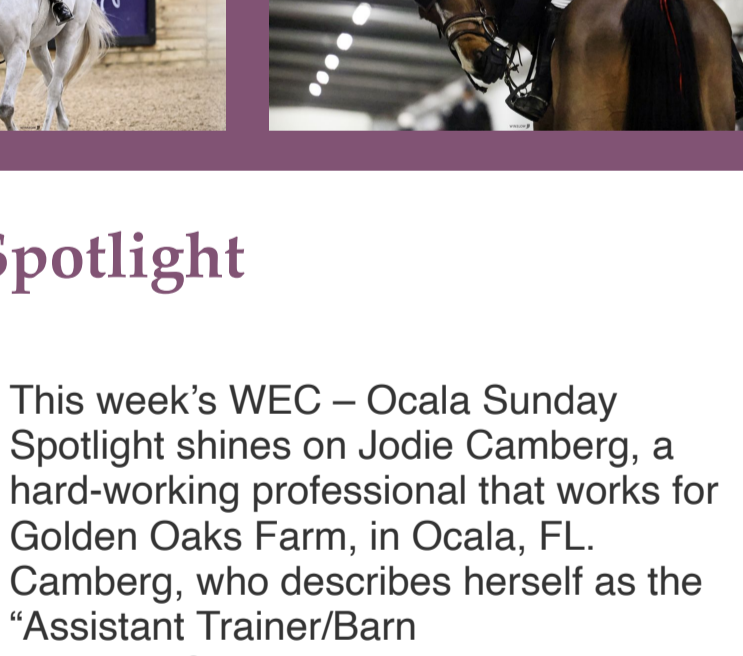 Spotlight
This week’s WEC – Ocala Sunday
Spotlight shines on Jodie Camberg, a
hard-working professional that works for
Golden Oaks Farm, in Ocala, FL.
Camberg, who describes herself as the
“Assistant Trainer/Barn